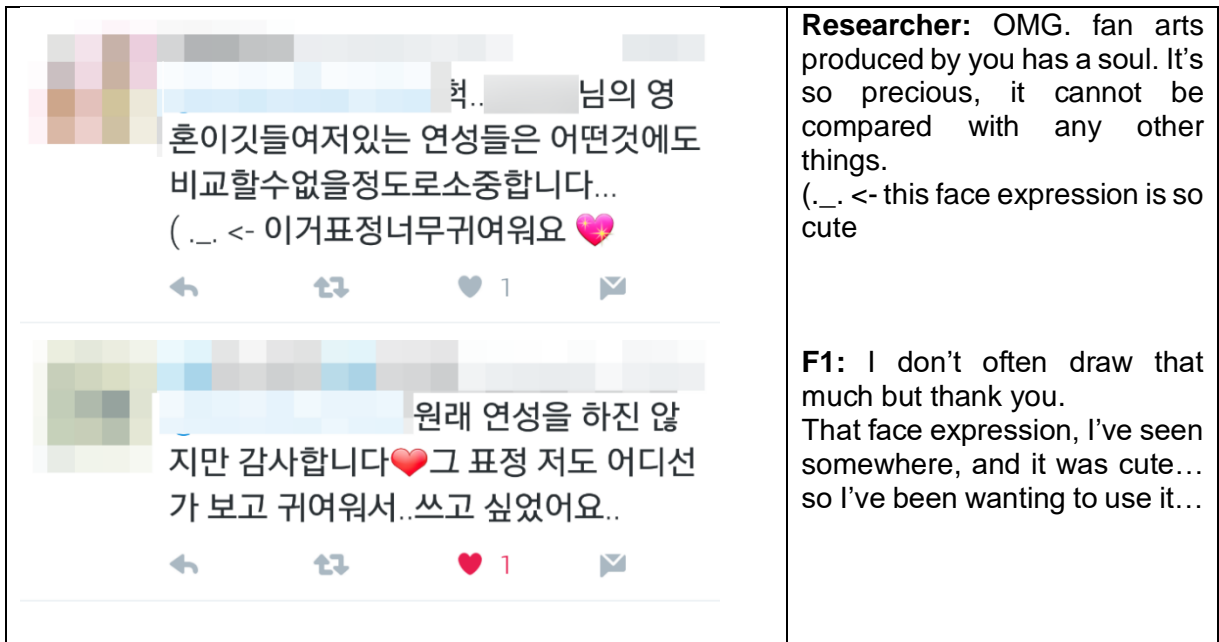 헉.. 님의 영
혼이깃들여저있는 연성들은 어떤것에도
비교할수없을정도로소중합니다...
( ._. <- 이거표정너무귀여워요 💖
1
원래 연성을 하진 않
지만 감사합니다❤그 표정 저도 어디선
가 보고 귀여워서..쓰고 싶었어요..
1
Researcher: OMG. fan arts
produced by you has a soul. It's
so precious, it cannot be
compared with any other
things.
(._. <- this face expression is so
cute
F1: I don't often draw that
much but thank you.
That face expression, I've seen
somewhere, and it was cute…
so I've been wanting to use it…